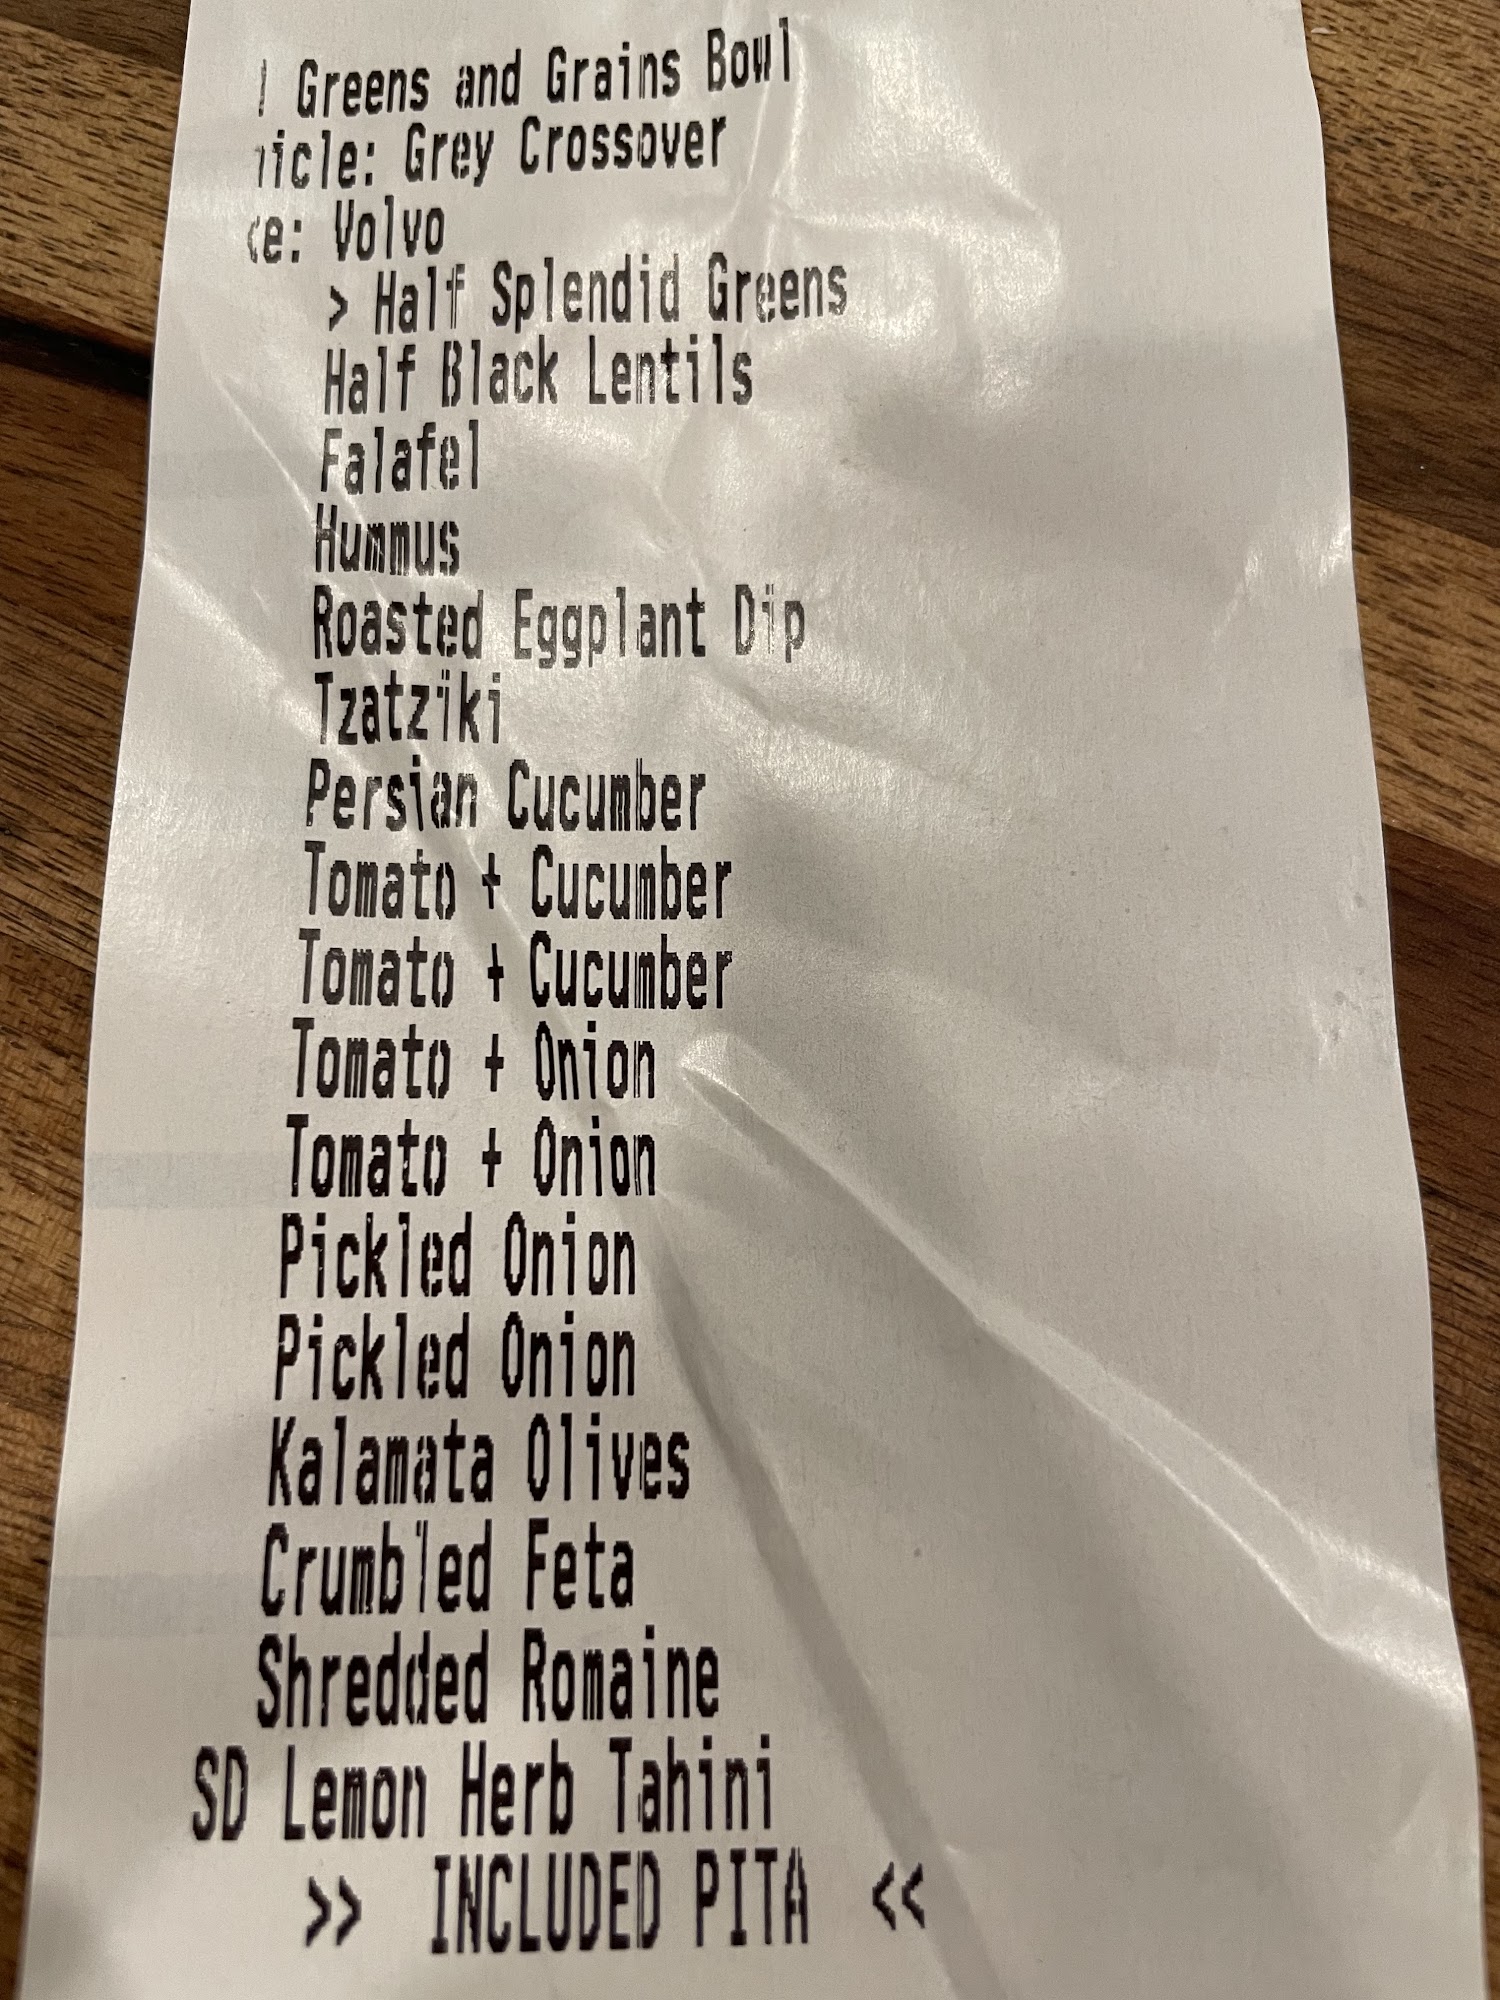 1 Greens and Grains Bowl
icle: Grey Crossover
e: Volvo
> Half Splendid Greens
Half Black Lentils
Falafel
Hummus
Roasted Eggplant Dip
Tzatziki
Persian Cucumber
Tomato + Cucumber
Tomato + Cucumber
Tomato + Onion
Tomato + Onion
Pickled Onion
Pickled Onion
Kalamata Olives
Crumbled Feta
Shredded Romaine
SD Lemon Herb Tahini
>> INCLUDED PITA <<